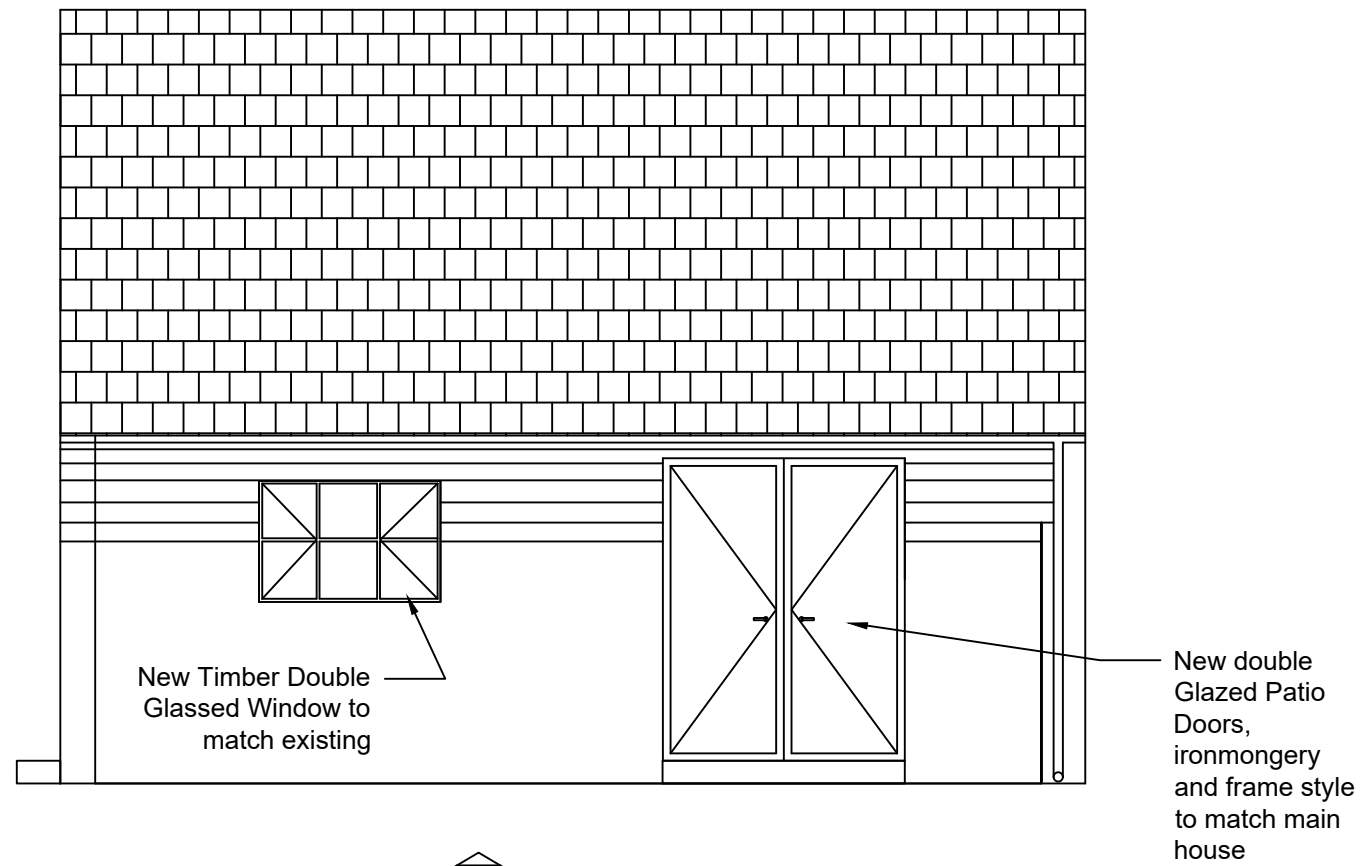 New Timber Double
Glassed Window to
match existing
New double
Glazed Patio
Doors,
ironmongery
and frame style
to match main
house